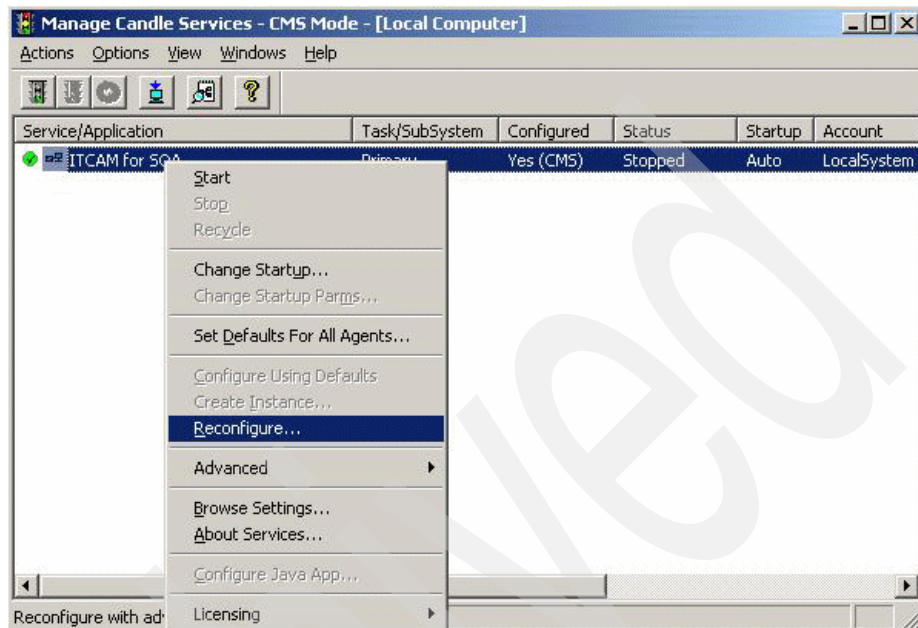 Manage Candle Services - CMS Mode - [Local Computer]
Actions Options View Windows Help
Service/Application Task/SubSystem Configured Status Startup Account
ITCAM for SOA Primary Yes (CMS) Stopped Auto LocalSystem
Start
Stop
Recycle
Change Startup...
Change Startup Parms...
Set Defaults For All Agents...
Configure Using Defaults
Create Instance...
Reconfigure...
Advanced
Browse Settings...
About Services...
Configure Java App...
Reconfigure with ad
Licensing